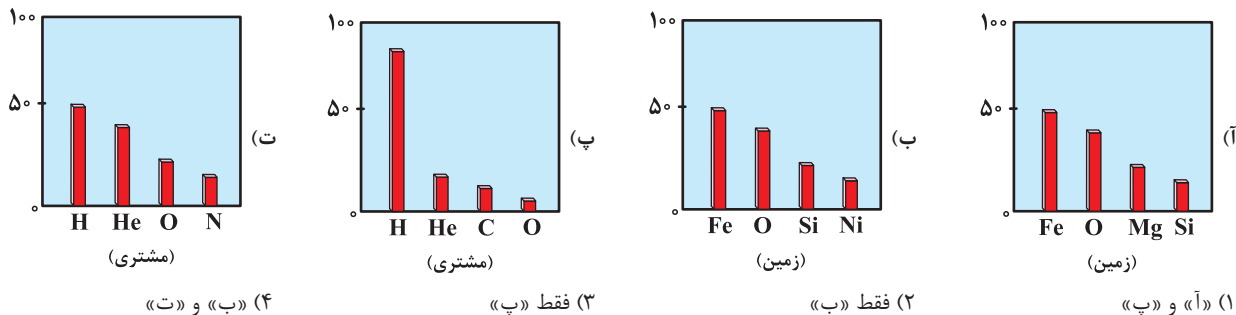 آ)
۱۰۰
۵۰
۰
Fe O Mg Si
(زمین)
ب)
۱۰۰
۵۰
۰
Fe O Si Ni
(زمین)
پ)
۱۰۰
۵۰
۰
H He C O
(مشتری)
ت)
۱۰۰
۵۰
۰
H He O N
(مشتری)
۱) «آ» و «پ»
۲) فقط «ب»
۳) فقط «پ»
۴) «ب» و «ت»